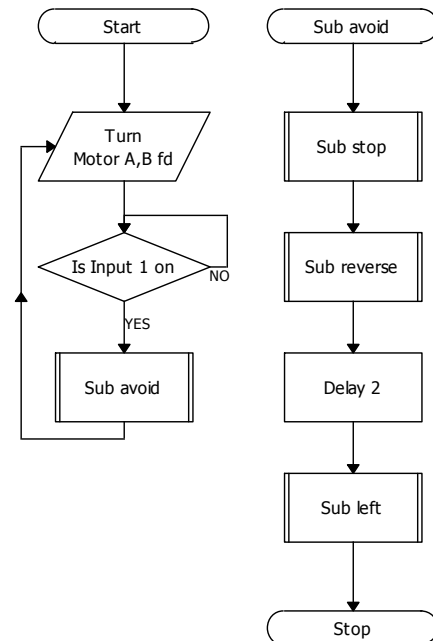 Start
Turn
Motor A,B fd
Is Input 1 on
NO
YES
Sub avoid
Sub avoid
Sub stop
Sub reverse
Delay 2
Sub left
Stop